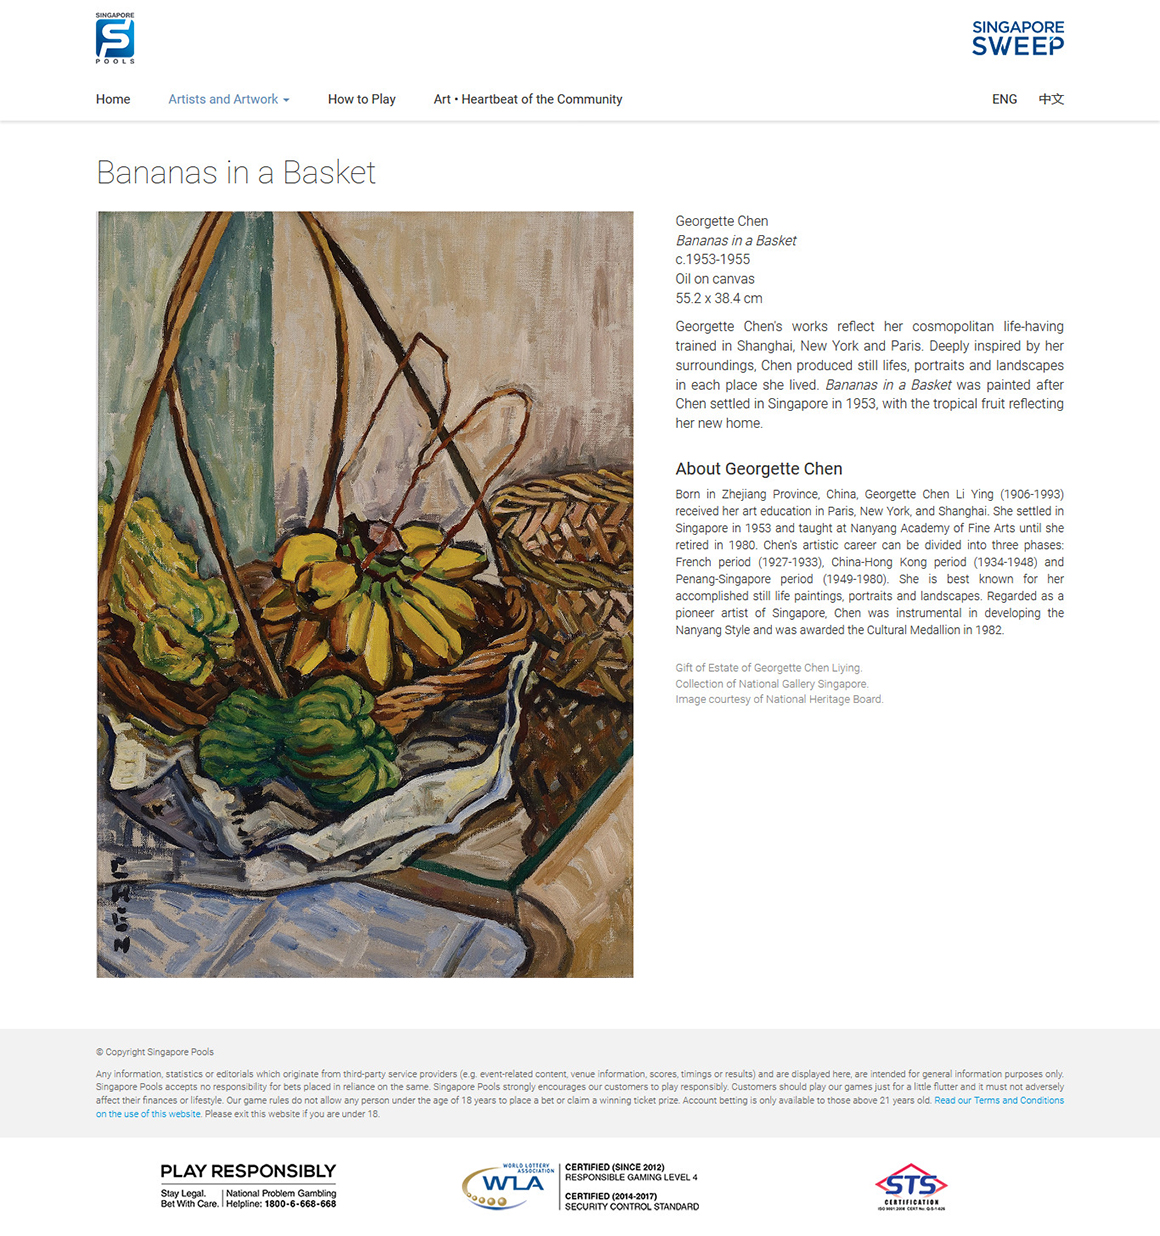 SINGAPORE
POOLS
SINGAPORE
SWEEP
Home
Artists and Artwork
How to Play
Art • Heartbeat of the Community
ENG
中文
Bananas in a Basket
Georgette Chen
Bananas in a Basket
c.1953-1955
Oil on canvas
55.2 x 38.4 cm
Georgette Chen's works reflect her cosmopolitan life-having
trained in Shanghai, New York and Paris. Deeply inspired by her
surroundings, Chen produced still lifes, portraits and landscapes
in each place she lived. Bananas in a Basket was painted after
Chen settled in Singapore in 1953, with the tropical fruit reflecting
her new home.
About Georgette Chen
Born in Zhejiang Province, China, Georgette Chen Li Ying (1906-1993)
received her art education in Paris, New York, and Shanghai. She settled in
Singapore in 1953 and taught at Nanyang Academy of Fine Arts until she
retired in 1980. Chen's artistic career can be divided into three phases:
French period (1927-1933), China-Hong Kong period (1934-1948) and
Penang-Singapore period (1949-1980). She is best known for her
accomplished still life paintings, portraits and landscapes. Regarded as a
pioneer artist of Singapore, Chen was instrumental in developing the
Nanyang Style and was awarded the Cultural Medallion in 1982.
Gift of Estate of Georgette Chen Liying.
Collection of National Gallery Singapore.
Image courtesy of National Heritage Board.
© Copyright Singapore Pools
Any information, statistics or editorials which originate from third-party service providers (e.g. event-related content, venue information, scores, timings or results) and are displayed here, are intended for general information purposes only.
Singapore Pools accepts no responsibility for bets placed in reliance on the same. Singapore Pools strongly encourages our customers to play responsibly. Customers should play our games just for a little flutter and it must not adversely
affect their finances or lifestyle. Our game rules do not allow any person under the age of 18 years to place a bet or claim a winning ticket prize. Account betting is only available to those above 21 years old. Read our Terms and Conditions
on the use of this website. Please exit this website if you are under 18.
PLAY RESPONSIBLY
Stay Legal.
Bet With Care.
National Problem Gambling
Helpline: 1800-6-668-668
WORLD LOTTERY
ASSOCIATION
WLA
CERTIFIED (SINCE 2012)
RESPONSIBLE GAMING LEVEL 4
CERTIFIED (2014-2017)
SECURITY CONTROL STANDARD
STS
CERTIFICATION